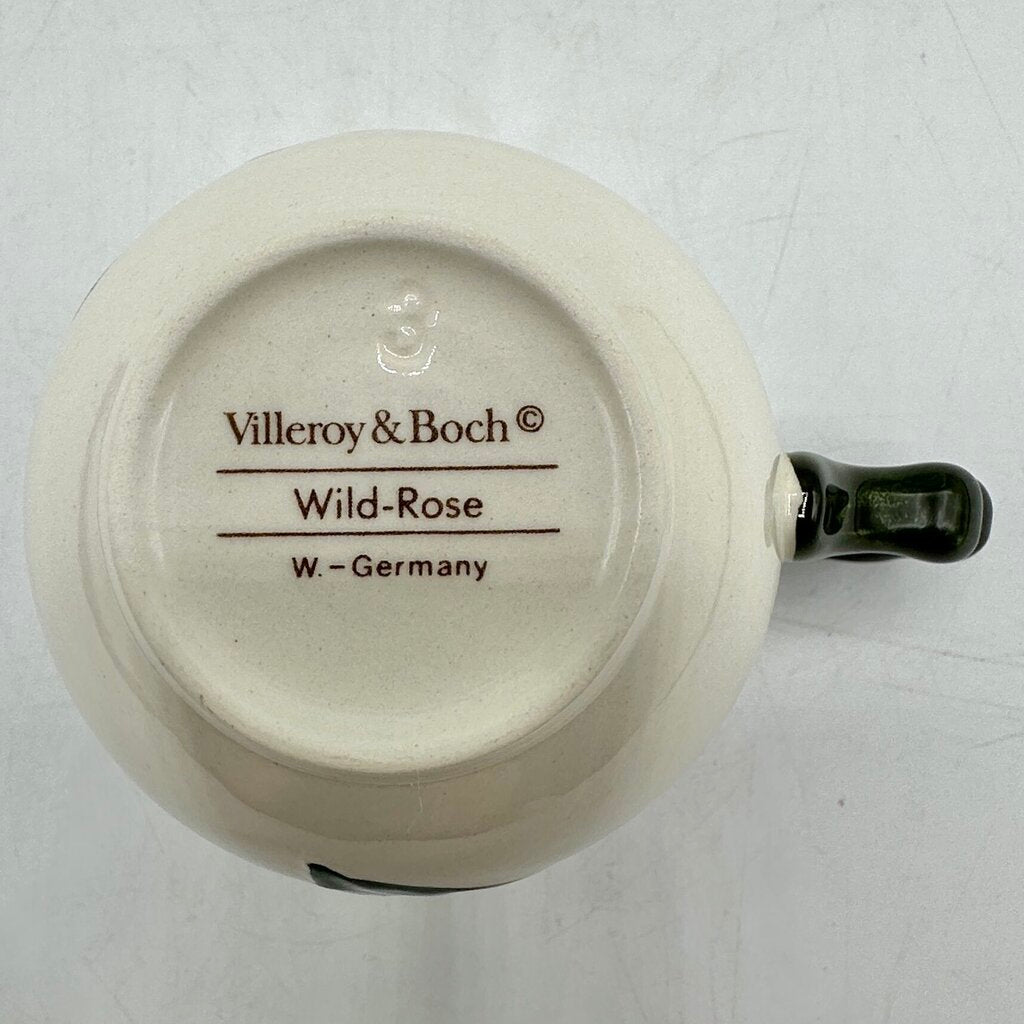 Villeroy & Boch ©
Wild-Rose
W.-Germany